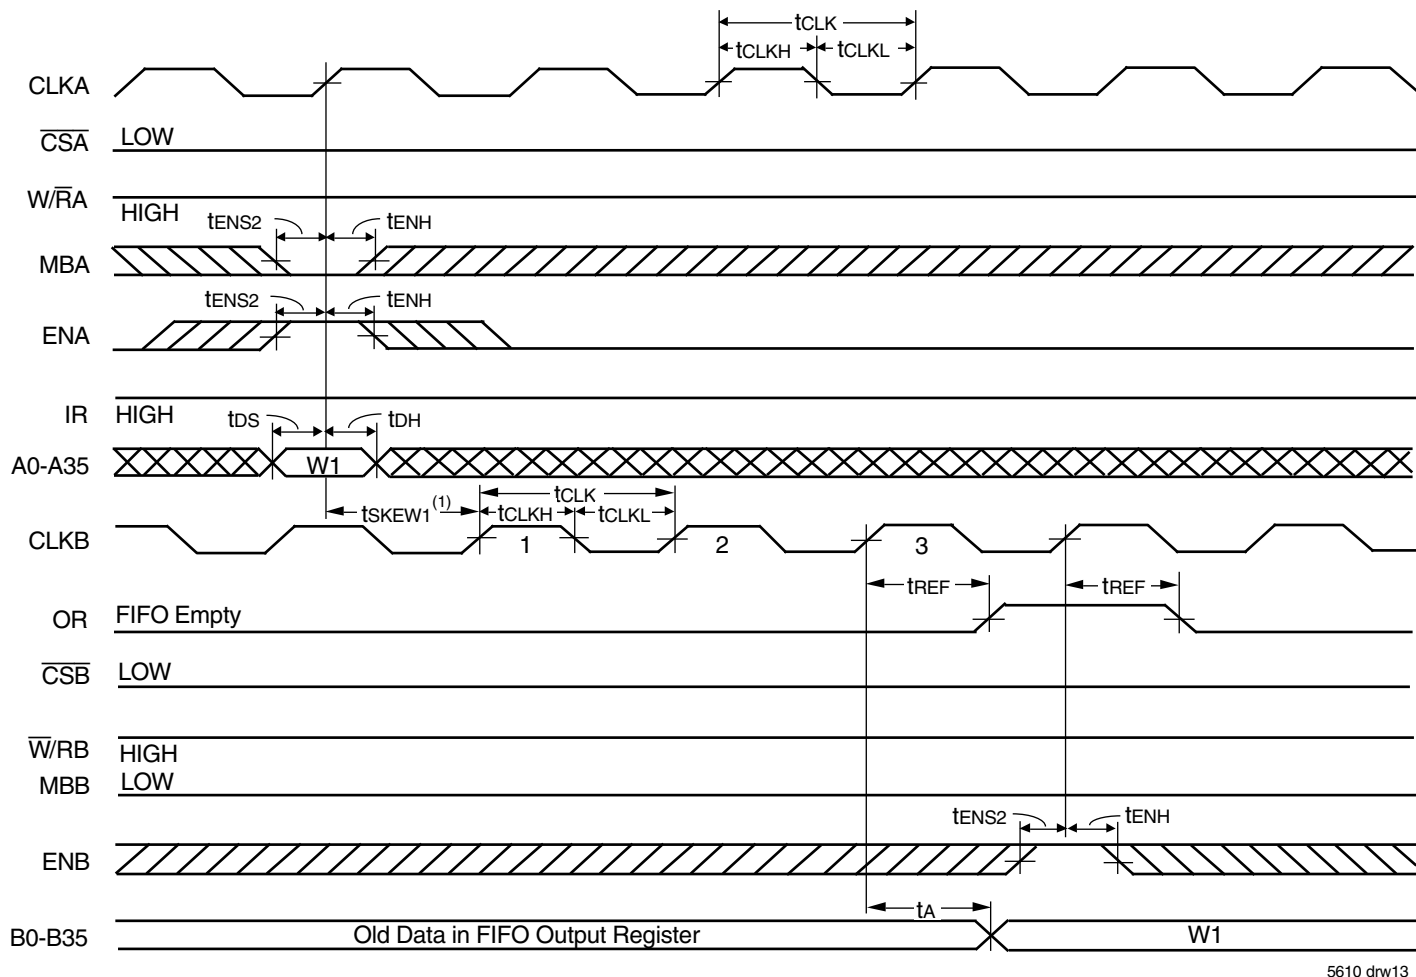 tCLK
tCLKH tCLKL
CLKA
CSA LOW
W/RA HIGH
tENS2 tENH
MBA
tENS2 tENH
ENA
IR HIGH
tDS tDH
A0-A35 W1
tSKEW1(1) tCLK
tCLKH tCLKL
CLKB 1 2 3
tREF tREF
OR FIFO Empty
CSB LOW
W/RB HIGH
MBB LOW
tENS2 tENH
ENB
tA
B0-B35 Old Data in FIFO Output Register W1
5610 drw13